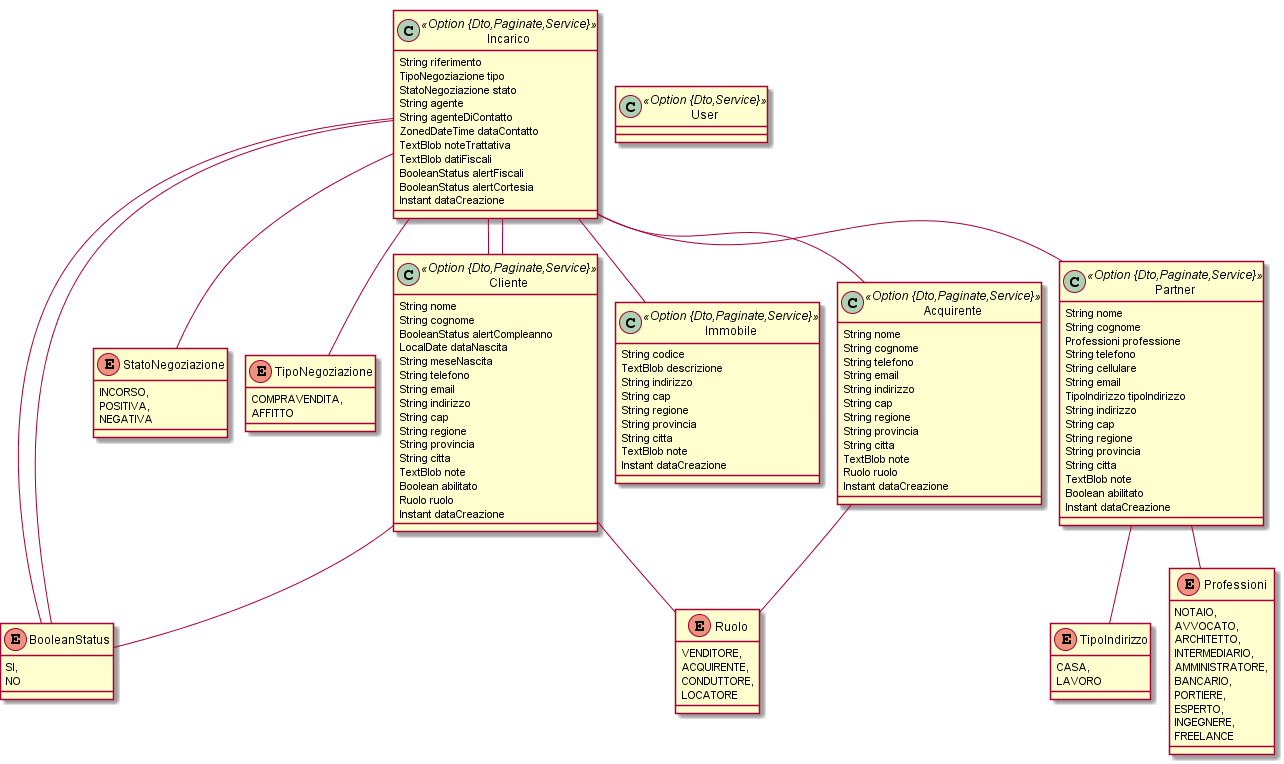 C «Option {Dto,Paginate,Service}»
Incarico
String riferimento
TipoNegoziazione tipo
StatoNegoziazione stato
String agente
String agenteDiContatto
ZonedDateTime dataContatto
TextBlob noteTrattativa
TextBlob datiFiscali
BooleanStatus alertFiscali
BooleanStatus alertCortesia
Instant dataCreazione
C «Option {Dto,Service}»
User
C «Option {Dto,Paginate,Service}»
Cliente
String nome
String cognome
BooleanStatus alertCompleanno
LocalDate dataNascita
String meseNascita
String telefono
String email
String indirizzo
String cap
String regione
String provincia
String citta
TextBlob note
Boolean abilitato
Ruolo ruolo
Instant dataCreazione
C «Option {Dto,Paginate,Service}»
Immobile
String codice
TextBlob descrizione
String indirizzo
String cap
String regione
String provincia
String citta
TextBlob note
Instant dataCreazione
C «Option {Dto,Paginate,Service}»
Acquirente
String nome
String cognome
String telefono
String email
String indirizzo
String cap
String regione
String provincia
String citta
TextBlob note
Ruolo ruolo
Instant dataCreazione
C «Option {Dto,Paginate,Service}»
Partner
String nome
String cognome
Professioni professione
String telefono
String cellulare
String email
TipoIndirizzo tipoIndirizzo
String indirizzo
String cap
String regione
String provincia
String citta
TextBlob note
Boolean abilitato
Instant dataCreazione
E StatoNegoziazione
INCORSO,
POSITIVA,
NEGATIVA
E TipoNegoziazione
COMPRAVENDITA,
AFFITTO
E BooleanStatus
SI,
NO
E Ruolo
VENDITORE,
ACQUIRENTE,
CONDUTTORE,
LOCATORE
E TipoIndirizzo
CASA,
LAVORO
E Professioni
NOTAIO,
AVVOCATO,
ARCHITETTO,
INTERMEDIARIO,
AMMINISTRATORE,
BANCARIO,
PORTIERE,
ESPERTO,
INGEGNERE,
FREELANCE